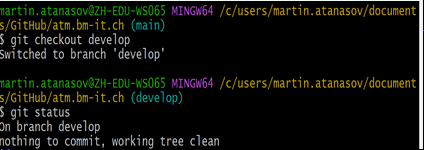 martin.atanasov@ZH-EDU-WS065 MINGW64 /c/users/martin.atanasov/document
s/GitHub/atm.bm-it.ch (main)
$ git checkout develop
Switched to branch 'develop'
martin.atanasov@ZH-EDU-WS065 MINGW64 /c/users/martin.atanasov/document
s/GitHub/atm.bm-it.ch (develop)
$ git status
On branch develop
nothing to commit, working tree clean